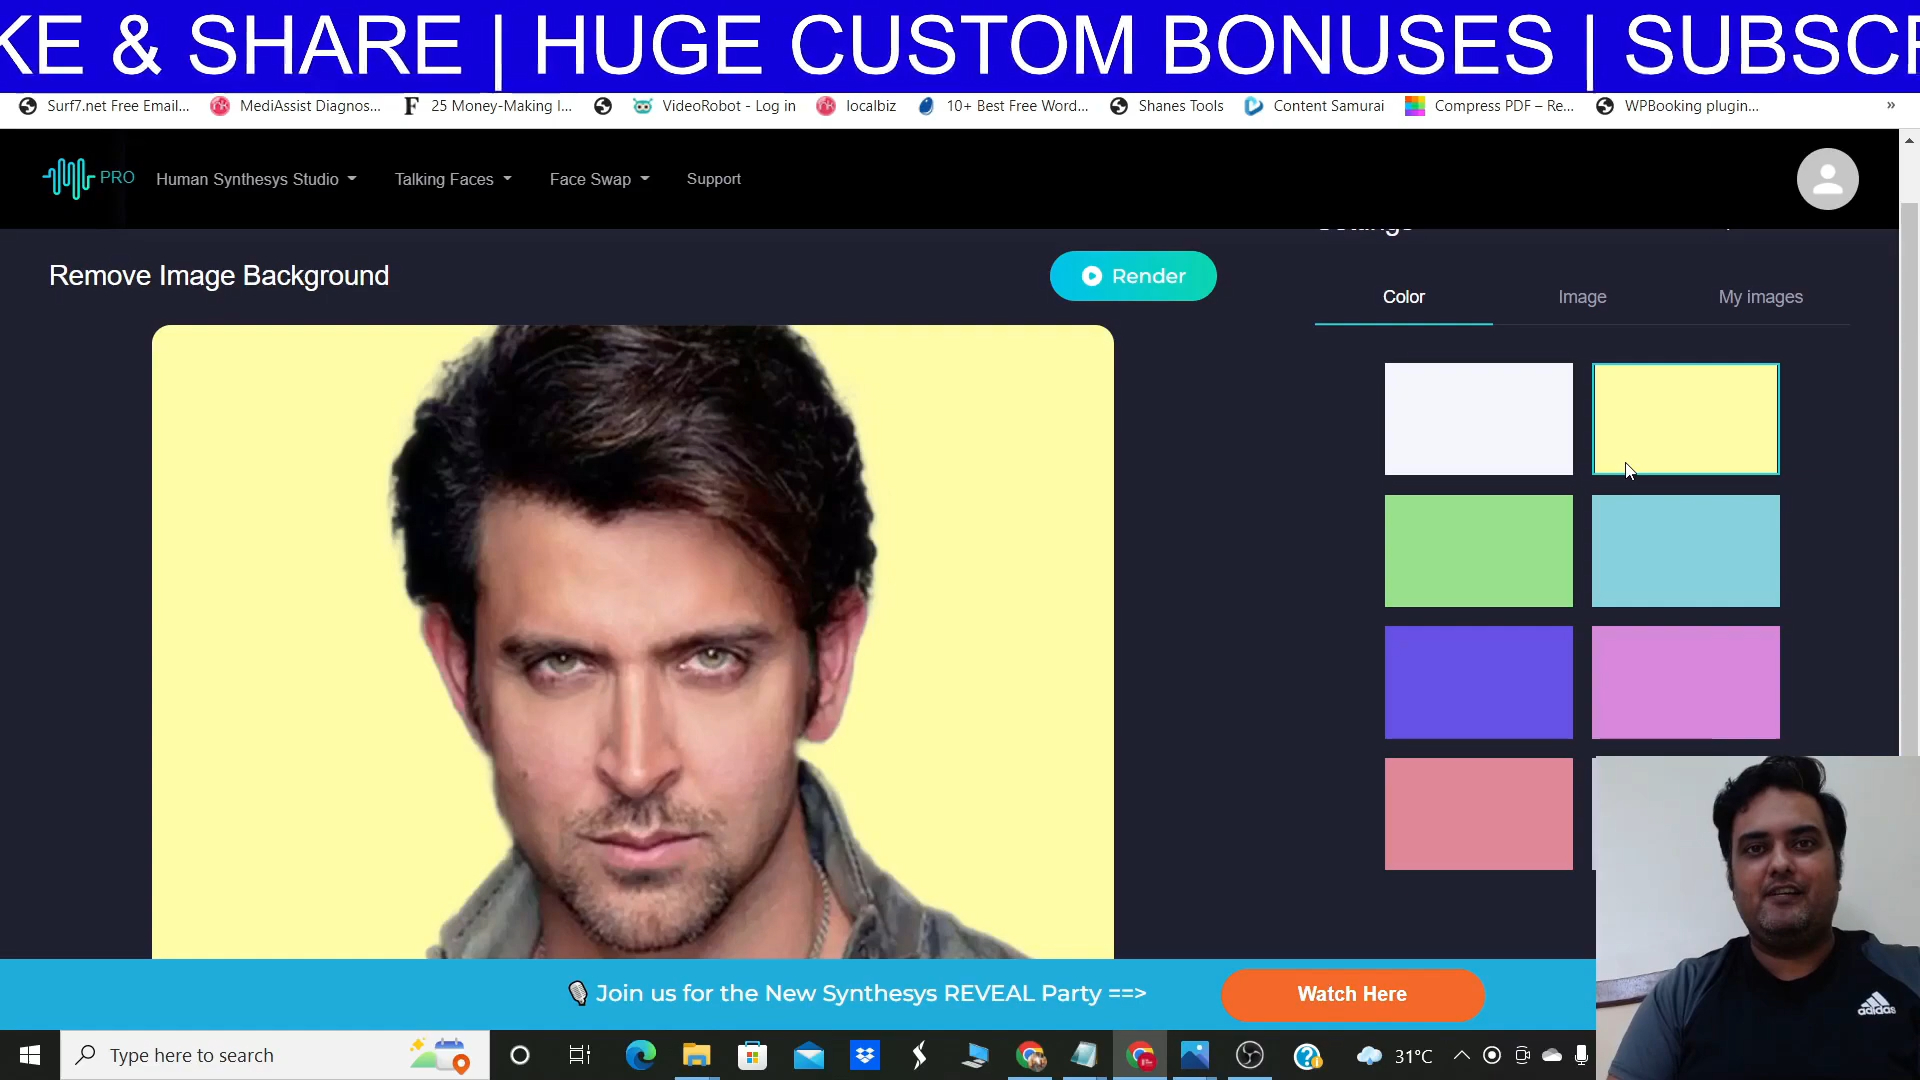 KE & SHARE | HUGE CUSTOM BONUSES | SUBSCR
Surf7.net Free Email... MediAssist Diagnos... 25 Money-Making I... VideoRobot - Log in localbiz 10+ Best Free Word... Shanes Tools Content Samurai Compress PDF – Re... WPBooking plugin... »
PRO Human Synthesys Studio Talking Faces Face Swap Support
Settings
Remove Image Background
Render
Color Image My images
Join us for the New Synthesys REVEAL Party ==>
Watch Here
adidas
Type here to search
31°C